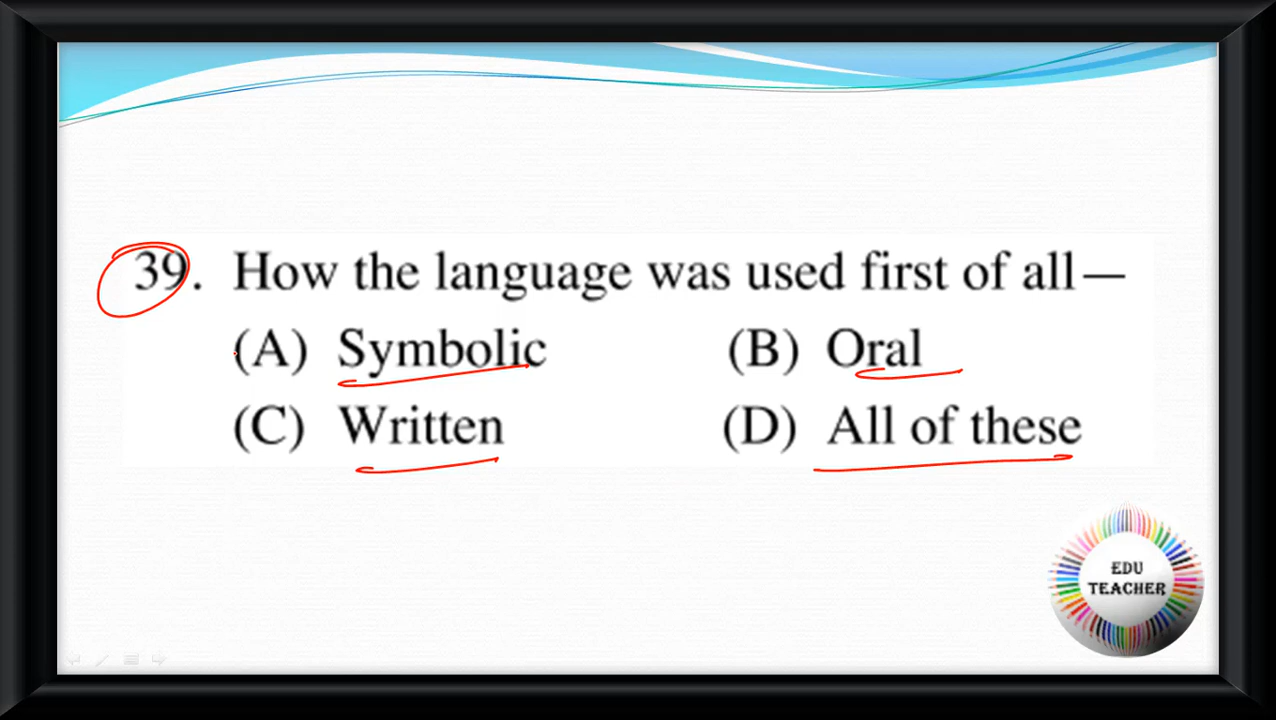 39. How the language was used first of all—
(A) Symbolic (B) Oral
(C) Written (D) All of these
EDU
TEACHER